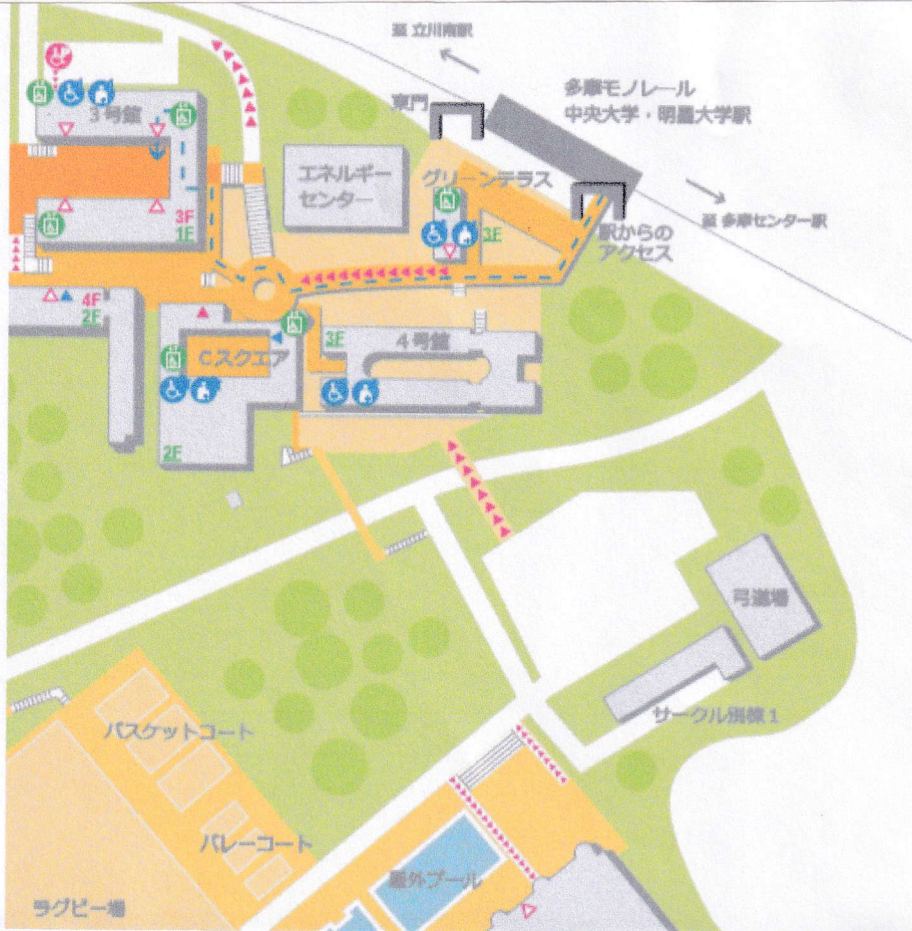 至 立川南駅
多摩モノレール
中央大学・明星大学駅
東門
3号館
エネルギー
センター
グリーンテラス
至 多摩センター駅
駅からの
アクセス
3F
1F
3F
4F
2F
3F
4号館
Cスクエア
2F
弓道場
サークル別棟1
バスケットコート
バレーコート
屋外プール
ラグビー場